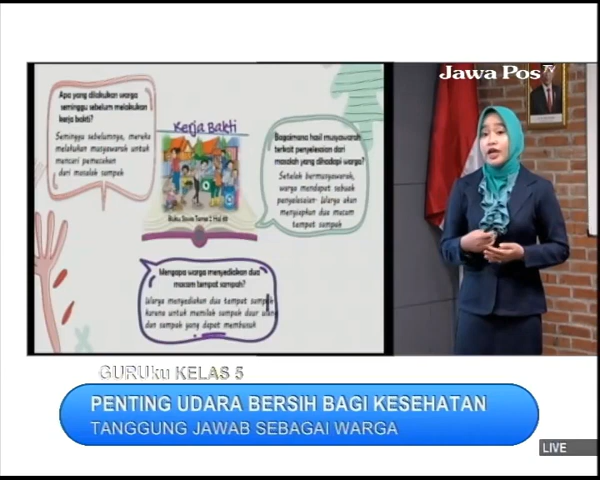 Jawa Pos TV
Apa yang dilakukan warga
seminggu sebelum melakukan
kerja bakti?
Seminggu sebelumnya, mereka
melakukan musyawarah untuk
mencari pemecahan
dari masalah sampah
Kerja Bakti
Buku Siswa Tema 2 Hal 69
Bagaimana hasil musyawarah
terkait penyelesaian dari
masalah yang dihadapi warga?
Setelah bermusyawarah,
warga mendapat sebuah
penyelesaian. Warga akan
menyiapkan dua macam
tempat sampah
Mengapa warga menyediakan dua
macam tempat sampah?
Warga menyediakan dua tempat sampah
karena untuk memilah sampah daur ulang
dan sampah yang dapat membusuk
GURUku KELAS 5
PENTING UDARA BERSIH BAGI KESEHATAN
TANGGUNG JAWAB SEBAGAI WARGA
LIVE